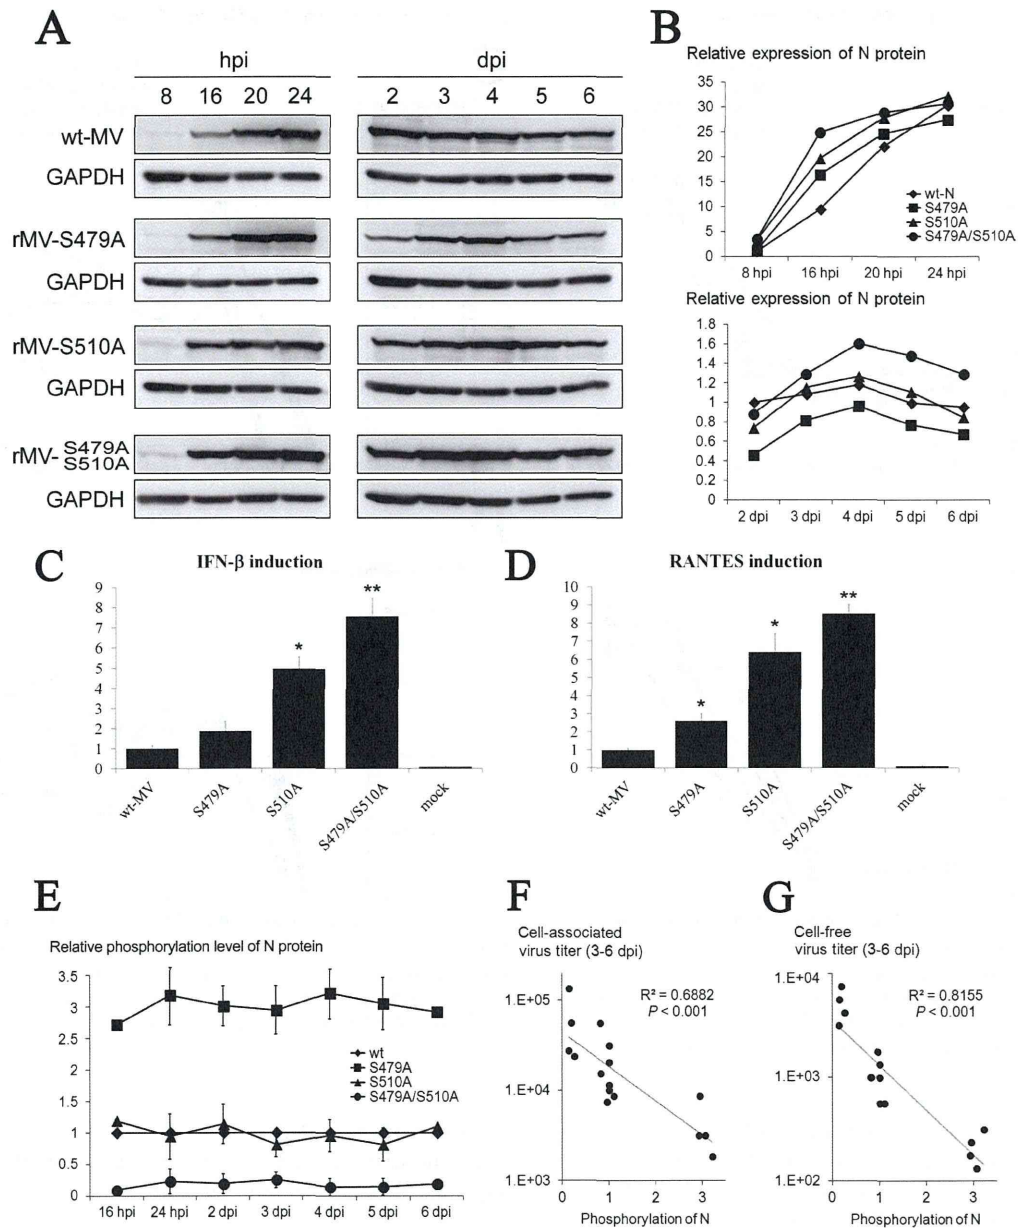 A
hpi
dpi
8 16 20 24
2 3 4 5 6
wt-MV
GAPDH
rMV-S479A
GAPDH
rMV-S510A
GAPDH
rMV- S479A
S510A
GAPDH
B
Relative expression of N protein
35
30
25
20
15
10
5
0
wt-N
S479A
S510A
S479A/S510A
8 hpi 16 hpi 20 hpi 24 hpi
Relative expression of N protein
1.8
1.6
1.4
1.2
1
0.8
0.6
0.4
0.2
0
2 dpi 3 dpi 4 dpi 5 dpi 6 dpi
C
IFN-β induction
9
8
7
6
5
4
3
2
1
0
*
**
wt-MV
S479A
S510A
S479A/S510A
mock
D
RANTES induction
10
9
8
7
6
5
4
3
2
1
0
*
*
**
wt-MV
S479A
S510A
S479A/S510A
mock
E
Relative phosphorylation level of N protein
3.5
3
2.5
2
1.5
1
0.5
0
wt
S479A
S510A
S479A/S510A
16 hpi 24 hpi 2 dpi 3 dpi 4 dpi 5 dpi 6 dpi
F
Cell-associated
virus titer (3-6 dpi)
R² = 0.6882
P < 0.001
1.E+05
1.E+04
1.E+03
0 1 2 3
Phosphorylation of N
G
Cell-free
virus titer (3-6 dpi)
1.E+04
R² = 0.8155
P < 0.001
1.E+03
1.E+02
0 1 2 3
Phosphorylation of N